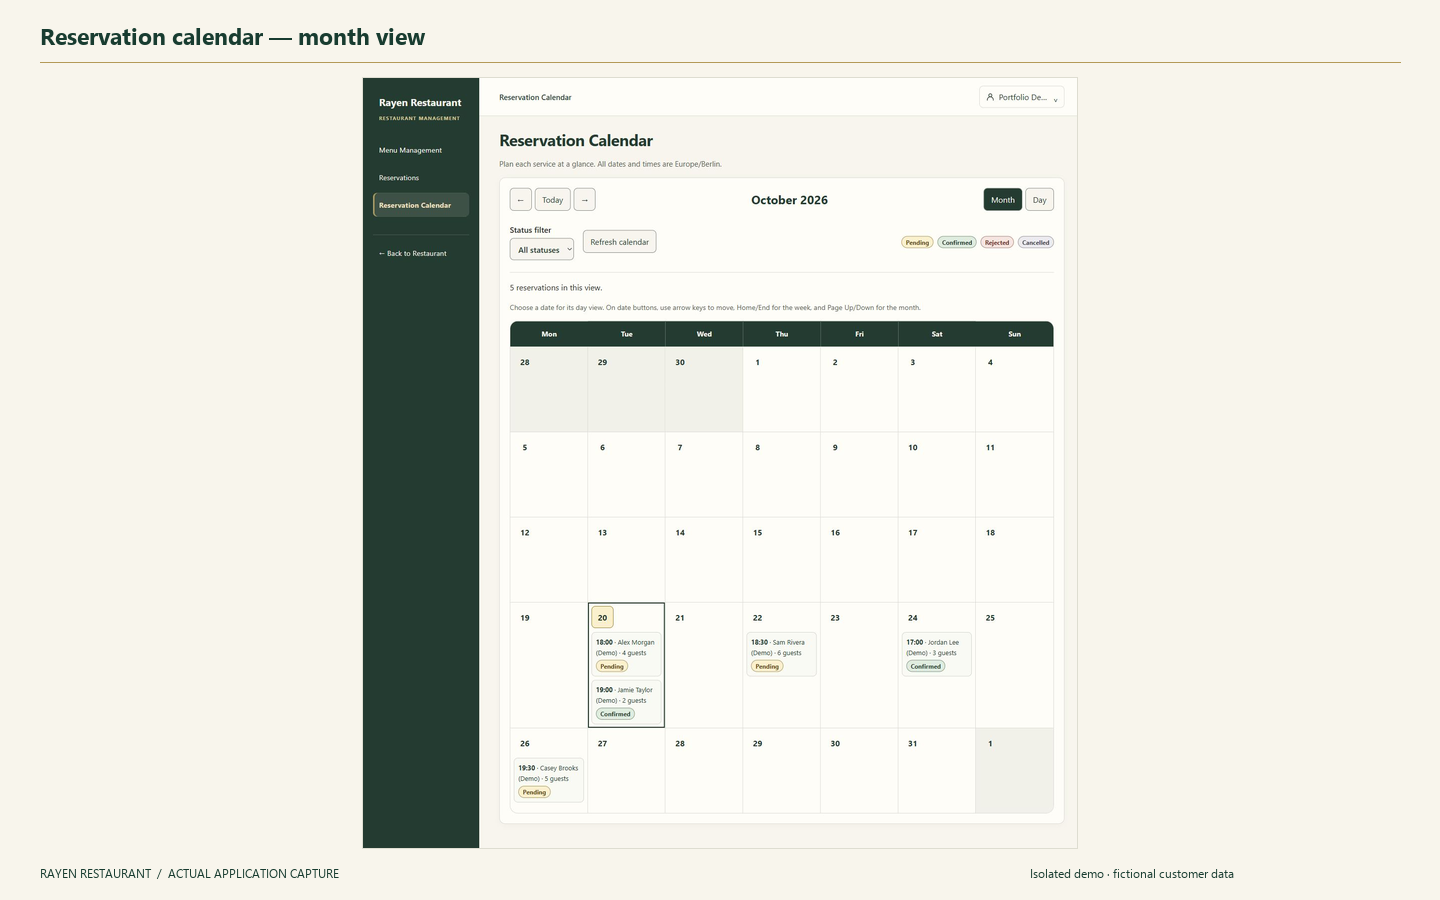 Reservation calendar — month view
Rayen Restaurant
RESTAURANT MANAGEMENT
Menu Management
Reservations
Reservation Calendar
← Back to Restaurant
Reservation Calendar
Portfolio De...
Reservation Calendar
Plan each service at a glance. All dates and times are Europe/Berlin.
← Today →
October 2026
Month Day
Status filter
All statuses
Refresh calendar
Pending Confirmed Rejected Cancelled
5 reservations in this view.
Choose a date for its day view. On date buttons, use arrow keys to move, Home/End for the week, and Page Up/Down for the month.
Mon Tue Wed Thu Fri Sat Sun
28 29 30 1 2 3 4
5 6 7 8 9 10 11
12 13 14 15 16 17 18
19 20 21 22 23 24 25
18:00 · Alex Morgan
(Demo) · 4 guests
Pending
19:00 · Jamie Taylor
(Demo) · 2 guests
Confirmed
18:30 · Sam Rivera
(Demo) · 6 guests
Pending
17:00 · Jordan Lee
(Demo) · 3 guests
Confirmed
26 27 28 29 30 31 1
19:30 · Casey Brooks
(Demo) · 5 guests
Pending
RAYEN RESTAURANT / ACTUAL APPLICATION CAPTURE
Isolated demo · fictional customer data